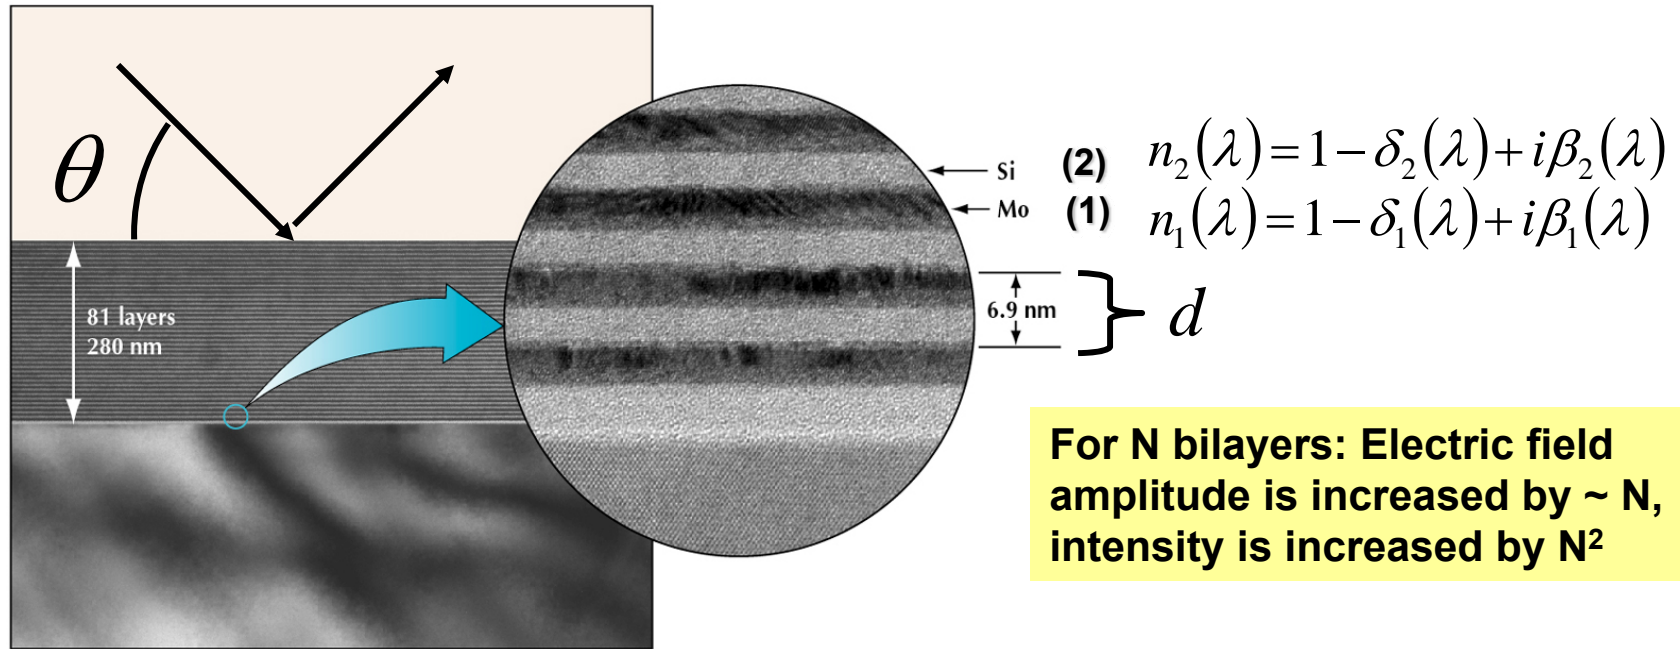 θ
81 layers
280 nm
Si (2) n₂(λ) = 1 − δ₂(λ) + iβ₂(λ)
Mo (1) n₁(λ) = 1 − δ₁(λ) + iβ₁(λ)
6.9 nm
d
For N bilayers: Electric field
amplitude is increased by ~ N,
intensity is increased by N²